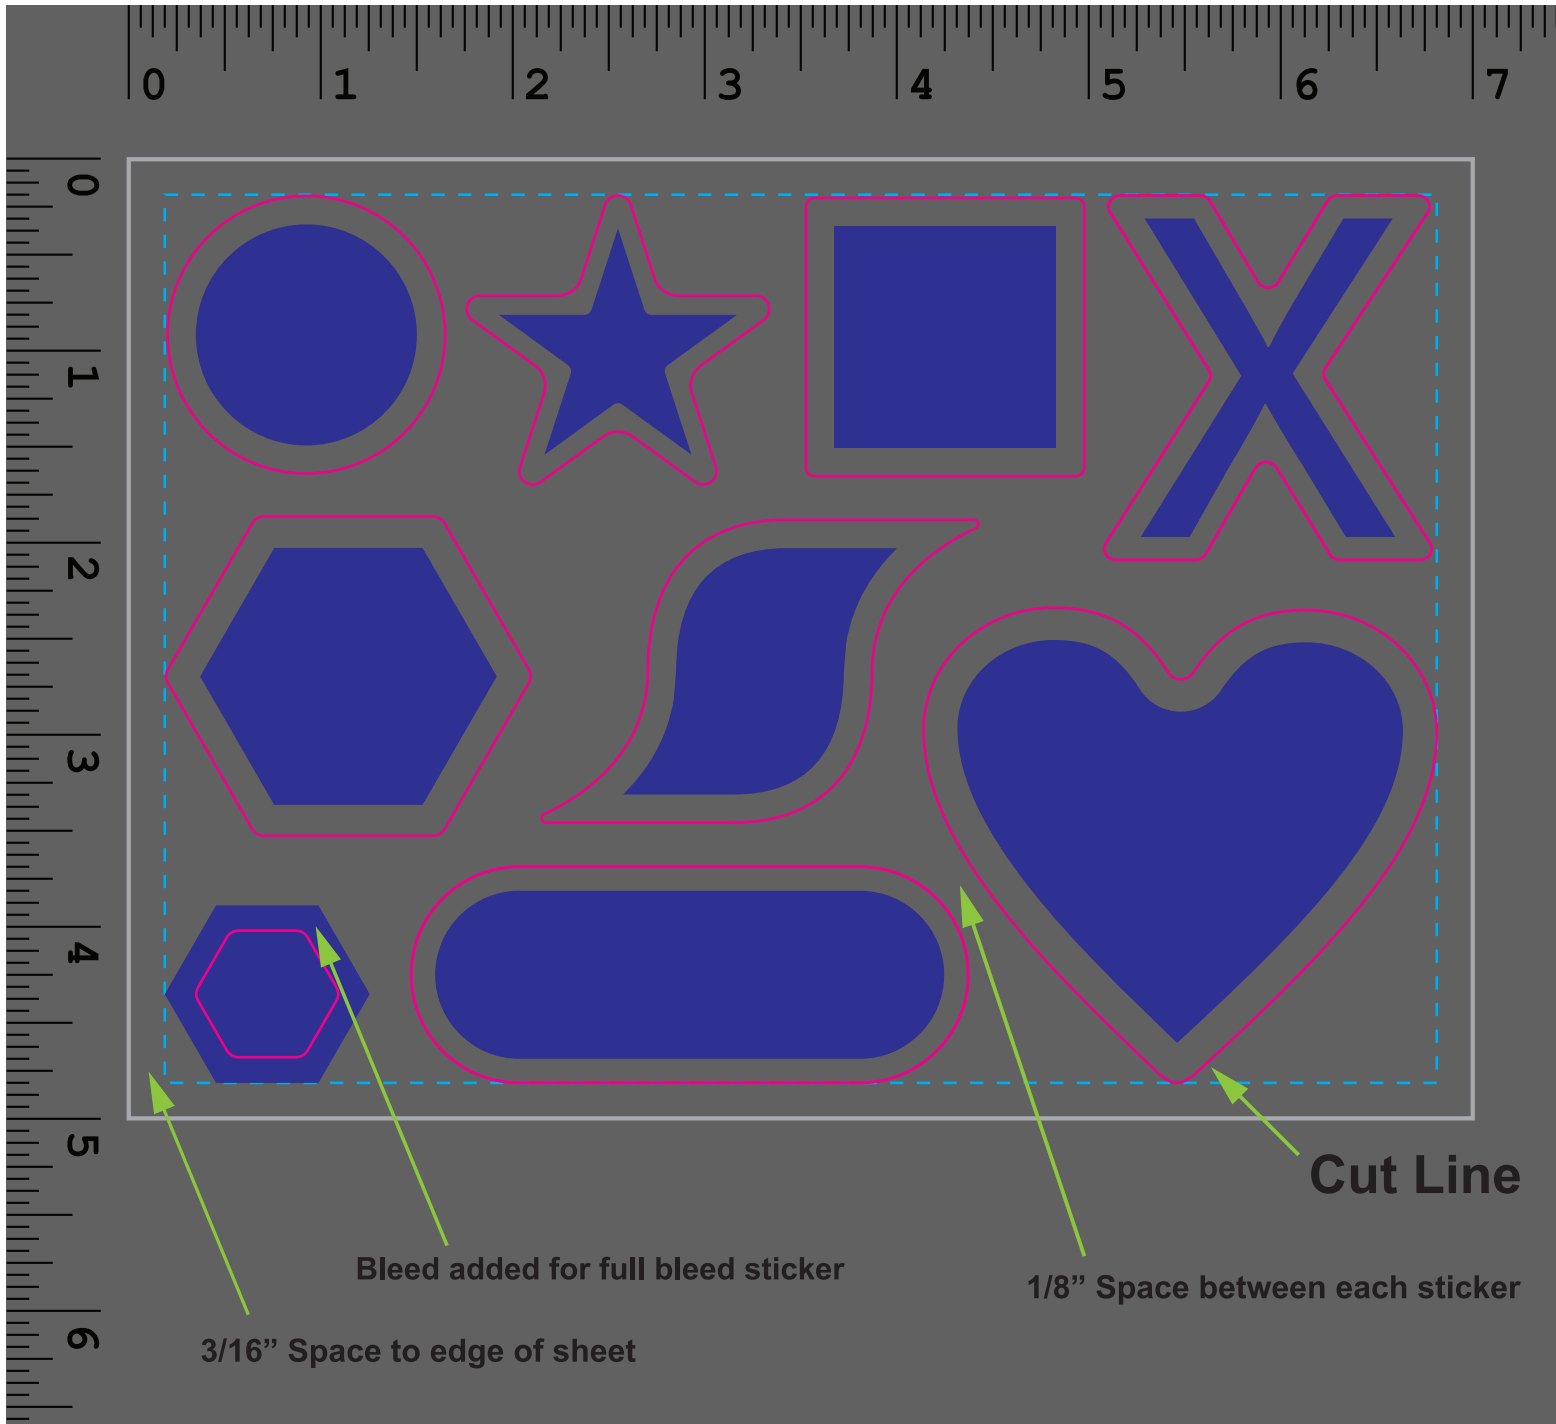 0 1 2 3 4 5 6 7
0
1
2
3
4
5
6
Cut Line
Bleed added for full bleed sticker
1/8” Space between each sticker
3/16” Space to edge of sheet